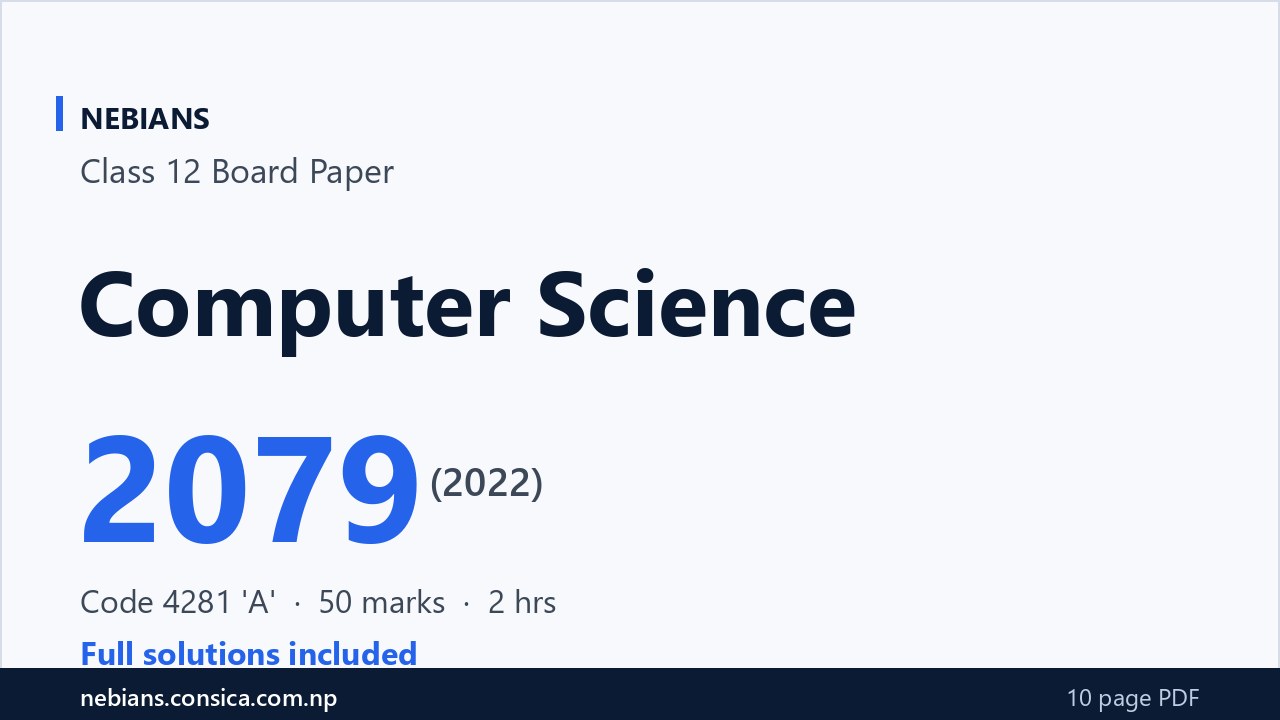 NEBIANS
Class 12 Board Paper
Computer Science
2079 (2022)
Code 4281 'A' · 50 marks · 2 hrs
Full solutions included
nebians.consica.com.np
10 page PDF